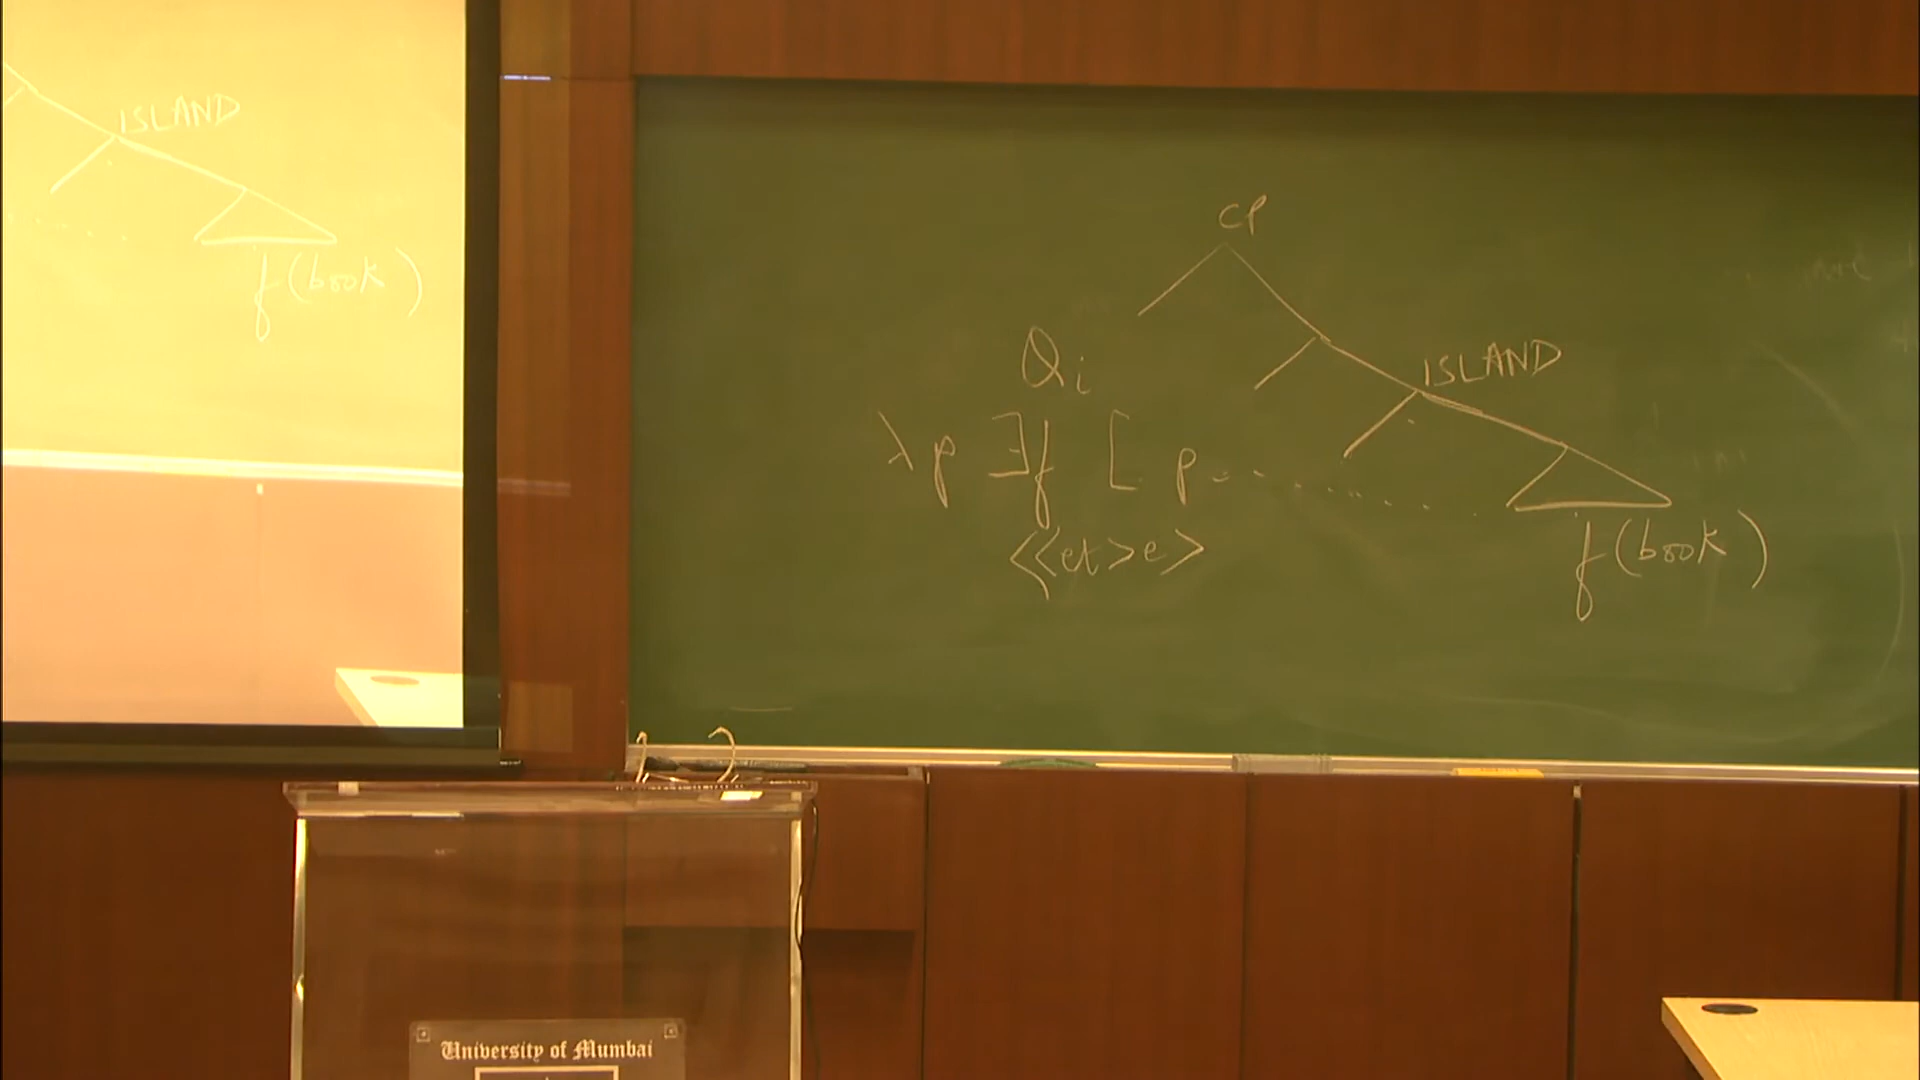 ISLAND
f(book)
CP
Qi
ISLAND
λp ∃f [ p
<<et>e>
f(book)
University of Mumbai